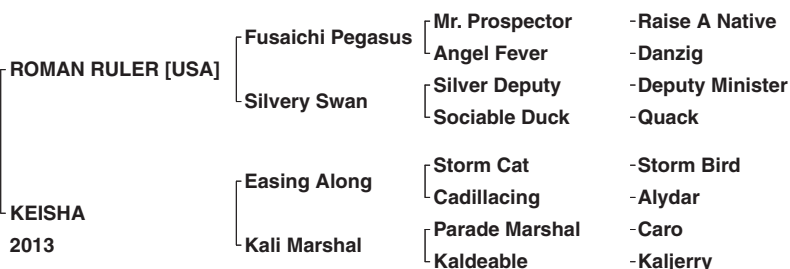 Mr. Prospector -Raise A Native
Fusaichi Pegasus
Angel Fever -Danzig
ROMAN RULER [USA]
Silver Deputy -Deputy Minister
Silvery Swan
Sociable Duck -Quack
Storm Cat -Storm Bird
Easing Along
Cadillacing -Alydar
KEISHA
Parade Marshal -Caro
2013
Kali Marshal
Kaldeable -Kaljerry